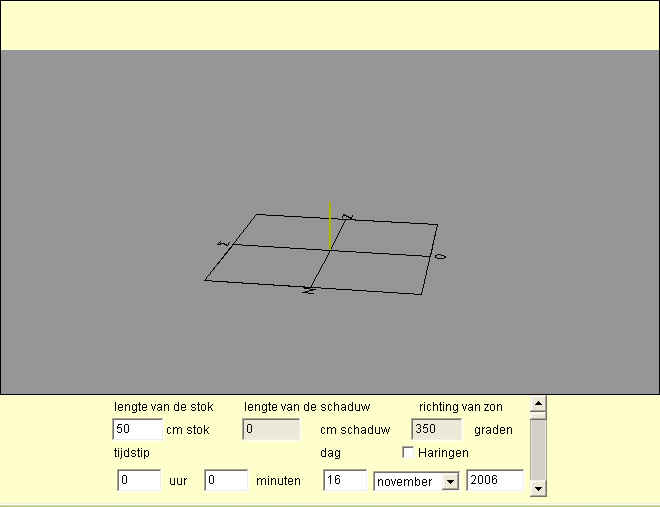 Z
O
N
lengte van de stok lengte van de schaduw richting van zon
50 cm stok 0 cm schaduw 350 graden
tijdstip dag Haringen
0 uur 0 minuten 16 november 2006